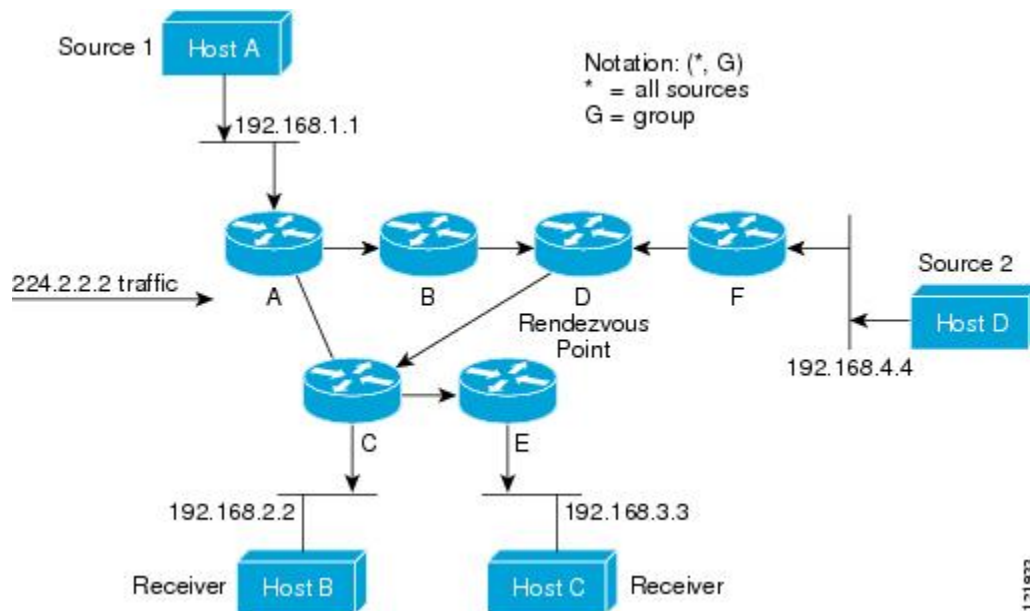 Source 1
Host A
Notation: (*, G)
* = all sources
G = group
192.168.1.1
224.2.2.2 traffic
A
B
D
F
Rendezvous
Point
Source 2
Host D
192.168.4.4
C
E
192.168.2.2
192.168.3.3
Receiver
Host B
Host C
Receiver
121833